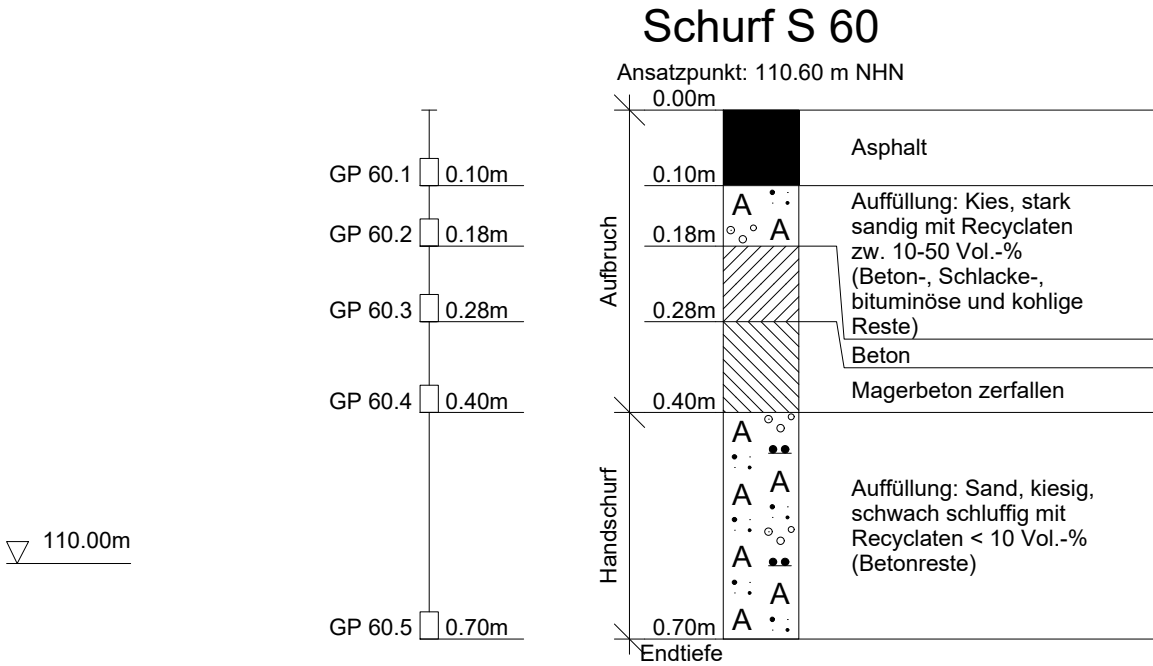 Schurf S 60
Ansatzpunkt: 110.60 m NHN
0.00m
Asphalt
GP 60.1 0.10m
0.10m
A
Auffüllung: Kies, stark
sandig mit Recyclaten
zw. 10-50 Vol.-%
(Beton-, Schlacke-,
bituminöse und kohlige
Reste)
GP 60.2 0.18m
0.18m
A
Aufbruch
GP 60.3 0.28m
0.28m
Beton
Magerbeton zerfallen
GP 60.4 0.40m
0.40m
A
A
A
A
A
A
Auffüllung: Sand, kiesig,
schwach schluffig mit
Recyclaten < 10 Vol.-%
(Betonreste)
Handschurf
110.00m
GP 60.5 0.70m
0.70m
Endtiefe